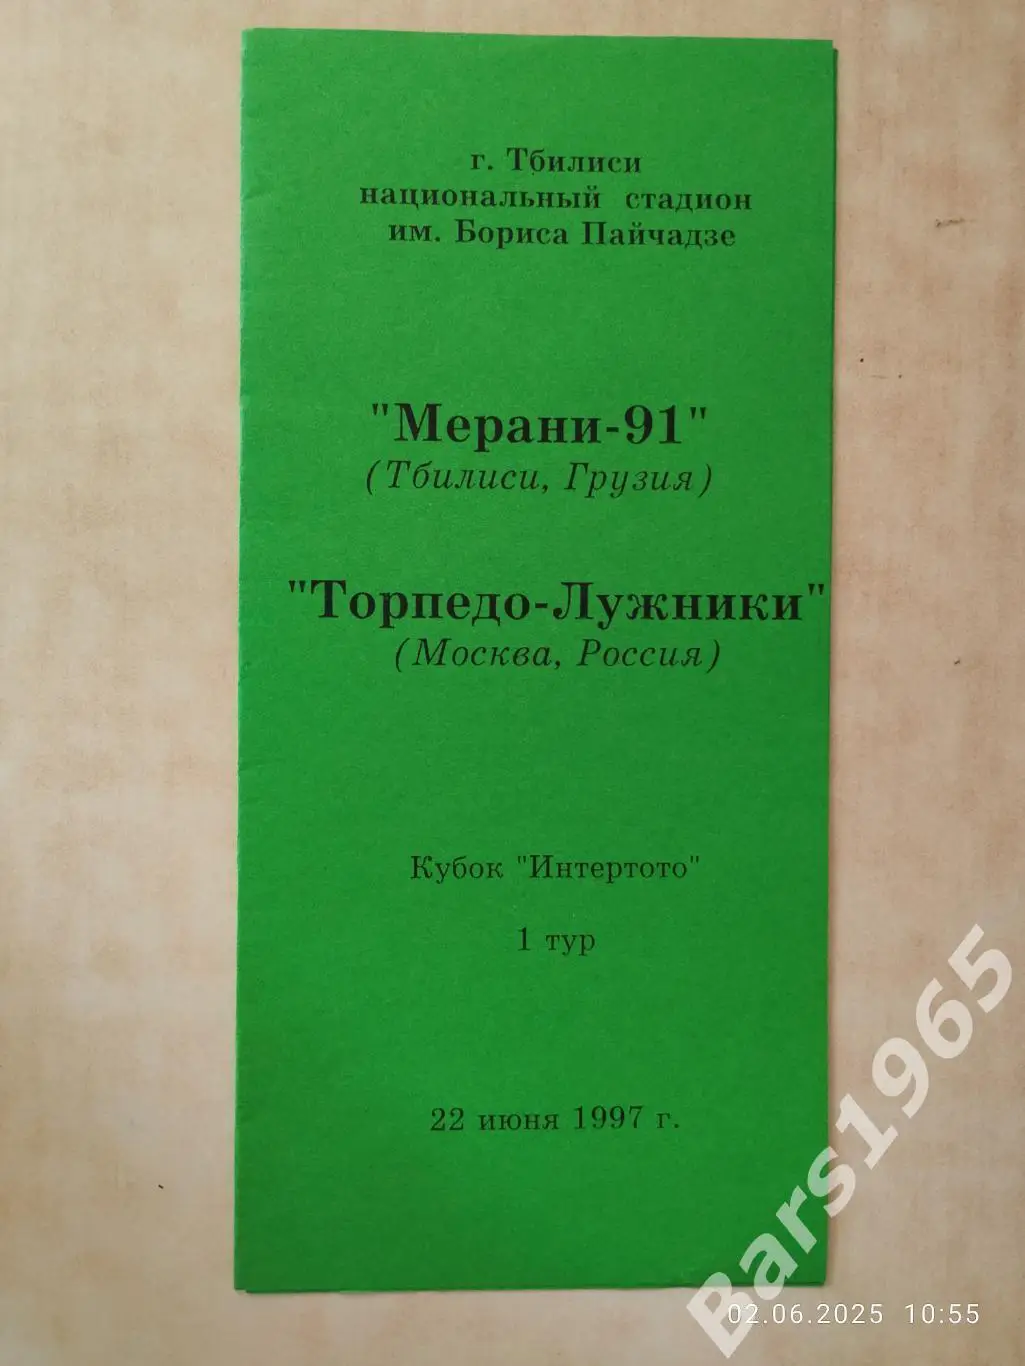 г. Тбилиси
национальный стадион
им. Бориса Пайчадзе
"Мерани-91"
(Тбилиси, Грузия)
"Торпедо-Лужники"
(Москва, Россия)
Кубок "Интертото"
1 тур
22 июня 1997 г.
Bars1965
02.06.2025 10:55